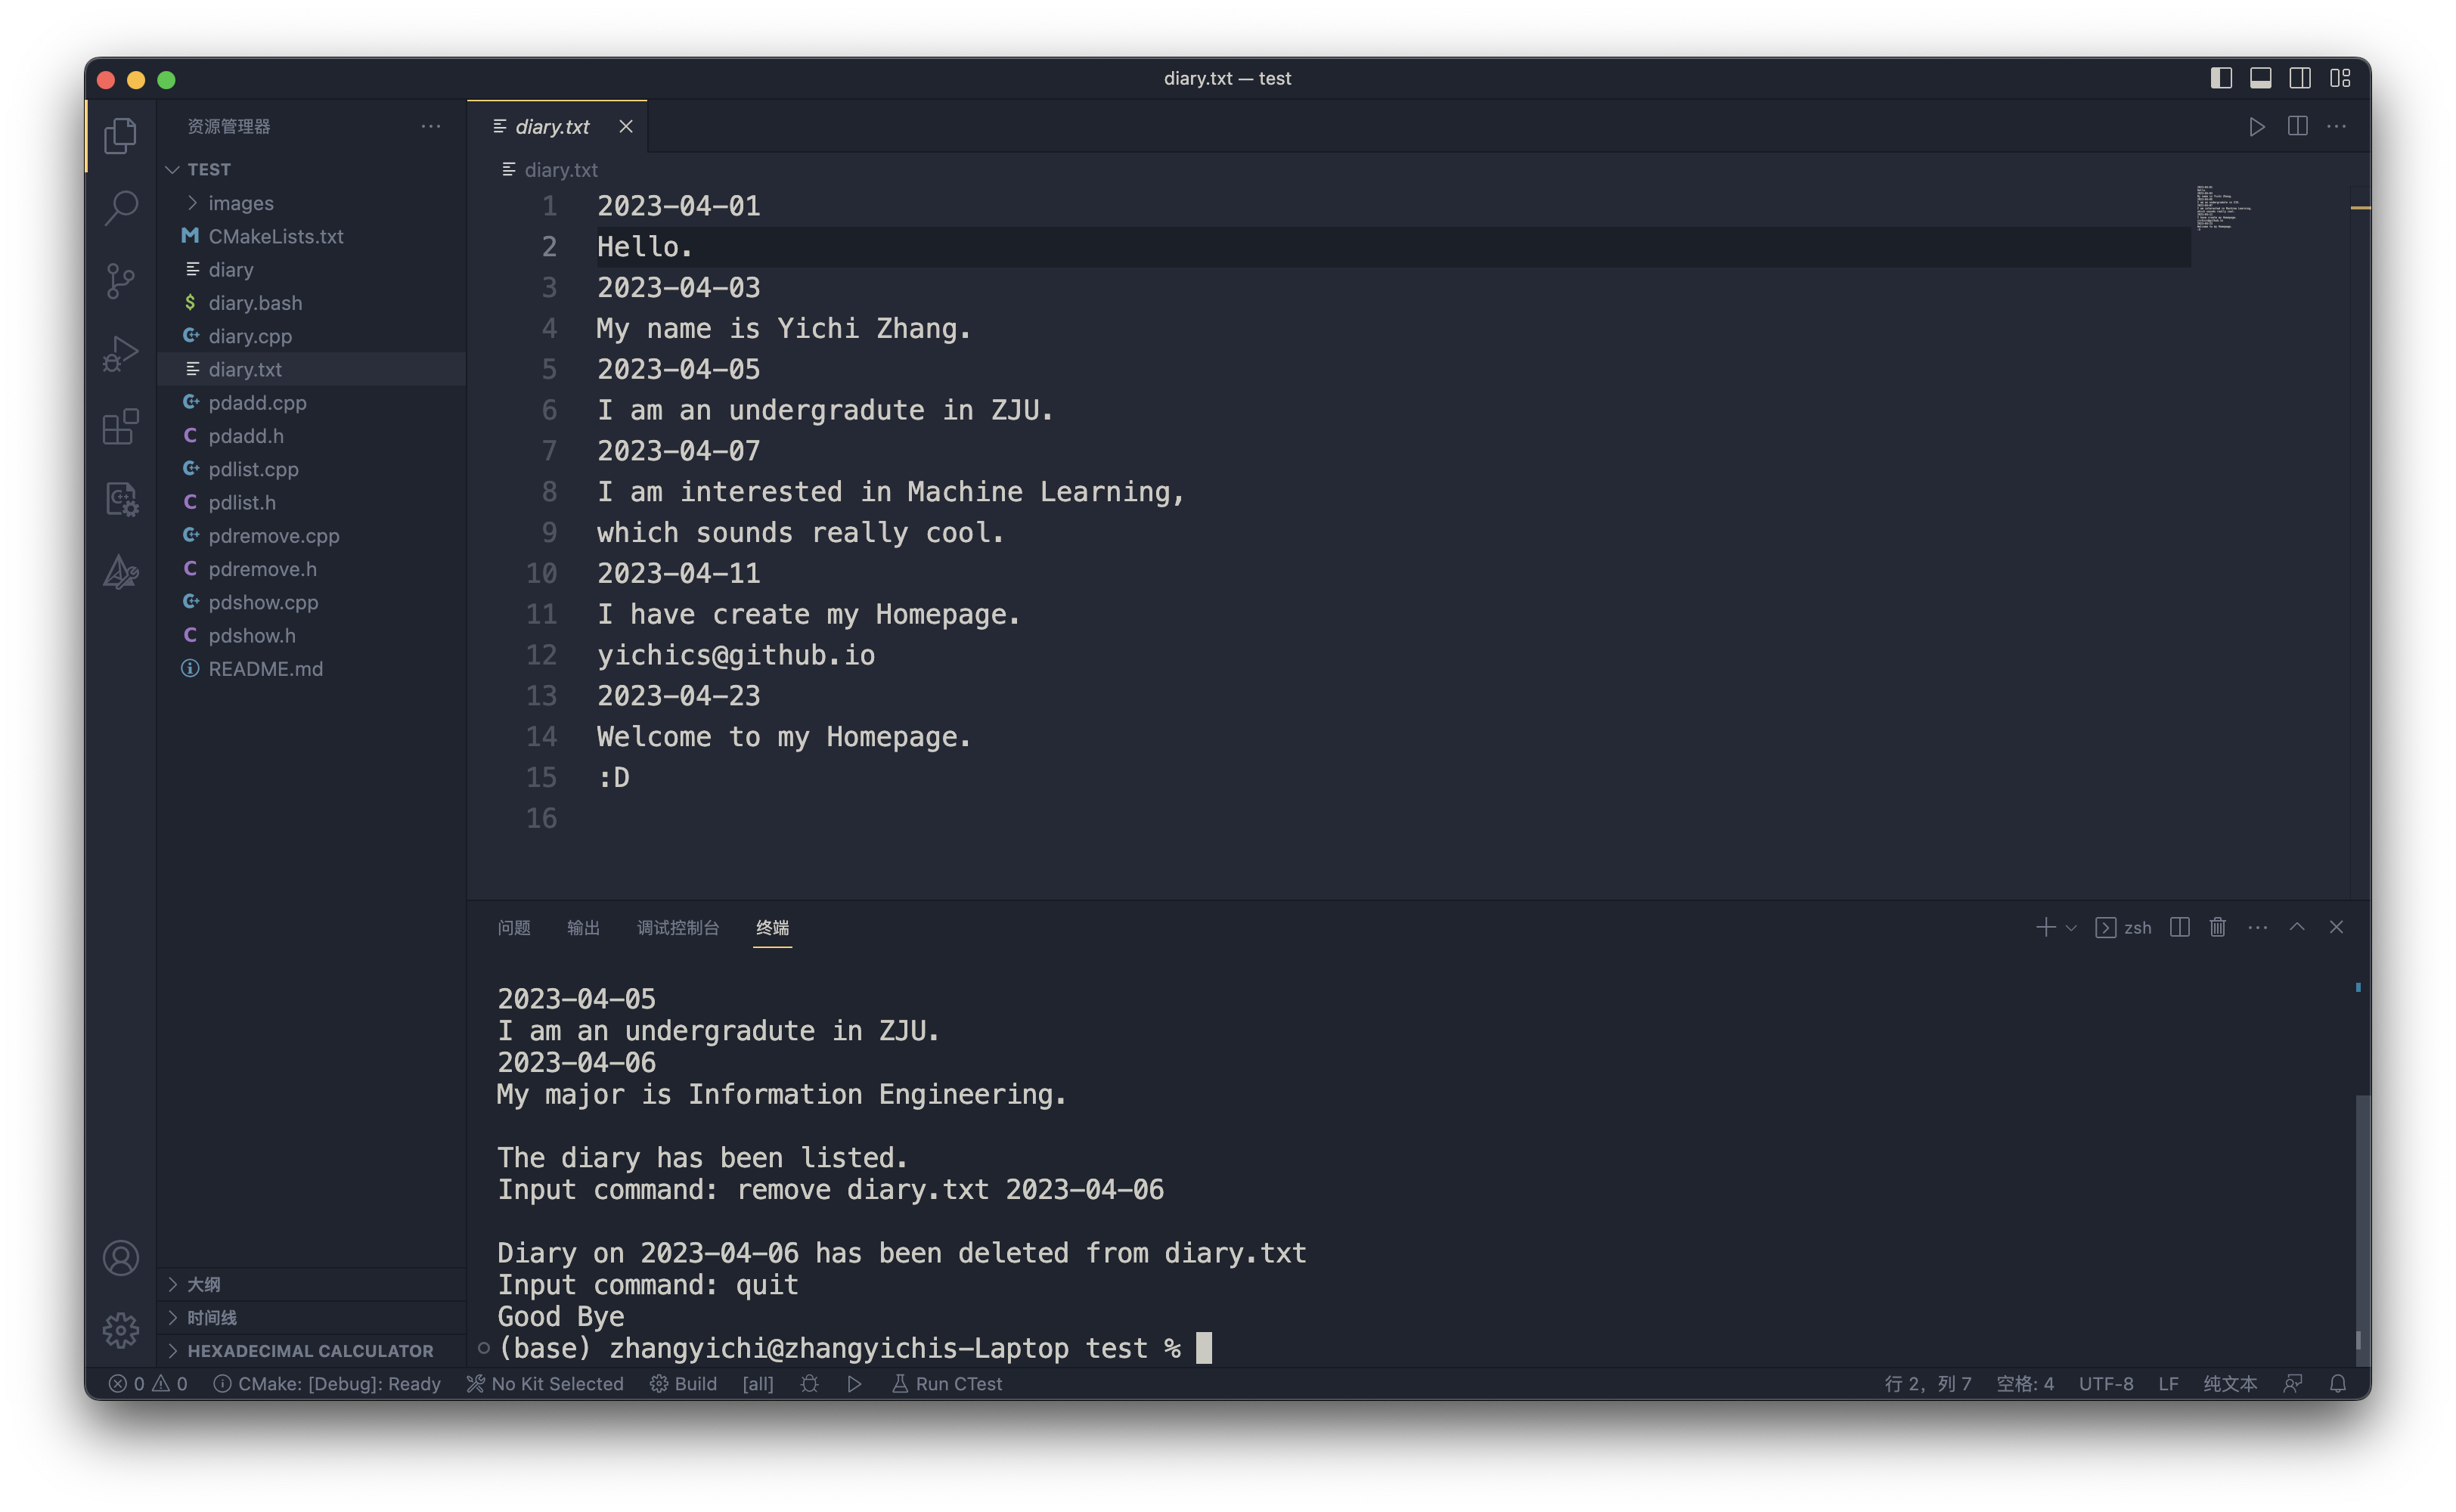 diary.txt — test
资源管理器
TEST
images
CMakeLists.txt
diary
diary.bash
diary.cpp
diary.txt
pdadd.cpp
pdadd.h
pdlist.cpp
pdlist.h
pdremove.cpp
pdremove.h
pdshow.cpp
pdshow.h
README.md
大纲
时间线
HEXADECIMAL CALCULATOR
diary.txt
diary.txt
1 2023-04-01
2 Hello.
3 2023-04-03
4 My name is Yichi Zhang.
5 2023-04-05
6 I am an undergradute in ZJU.
7 2023-04-07
8 I am interested in Machine Learning,
9 which sounds really cool.
10 2023-04-11
11 I have create my Homepage.
12 yichics@github.io
13 2023-04-23
14 Welcome to my Homepage.
15 :D
16
问题 输出 调试控制台 终端 zsh
2023-04-05
I am an undergradute in ZJU.
2023-04-06
My major is Information Engineering.
The diary has been listed.
Input command: remove diary.txt 2023-04-06
Diary on 2023-04-06 has been deleted from diary.txt
Input command: quit
Good Bye
(base) zhangyichi@zhangyichis-Laptop test %
0 0 CMake: [Debug]: Ready No Kit Selected Build [all] Run CTest 行 2，列 7 空格: 4 UTF-8 LF 纯文本